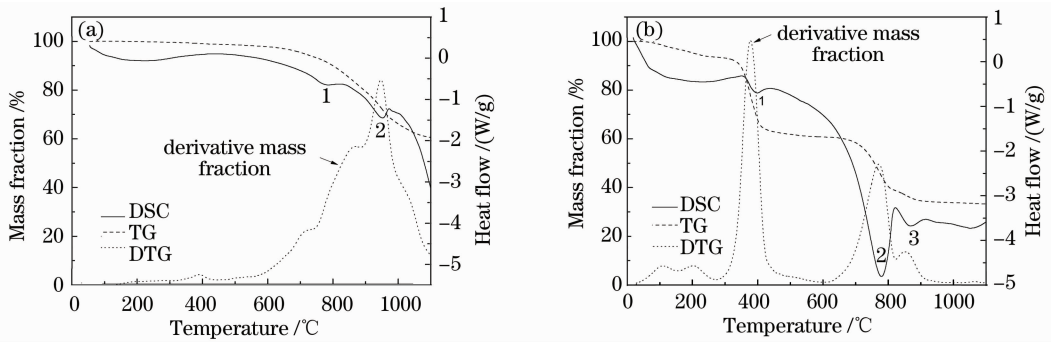 (a)
100
80
60
40
20
0
Mass fraction /%
0
200
400
600
800
1000
Temperature /℃
1
0
−1
−2
−3
−4
−5
Heat flow /(W/g)
1
2
derivative mass
fraction
DSC
TG
DTG
(b)
100
80
60
40
20
0
Mass fraction /%
0
200
400
600
800
1000
Temperature /℃
1
0
−1
−2
−3
−4
−5
Heat flow /(W/g)
derivative mass
fraction
1
2
3
DSC
TG
DTG